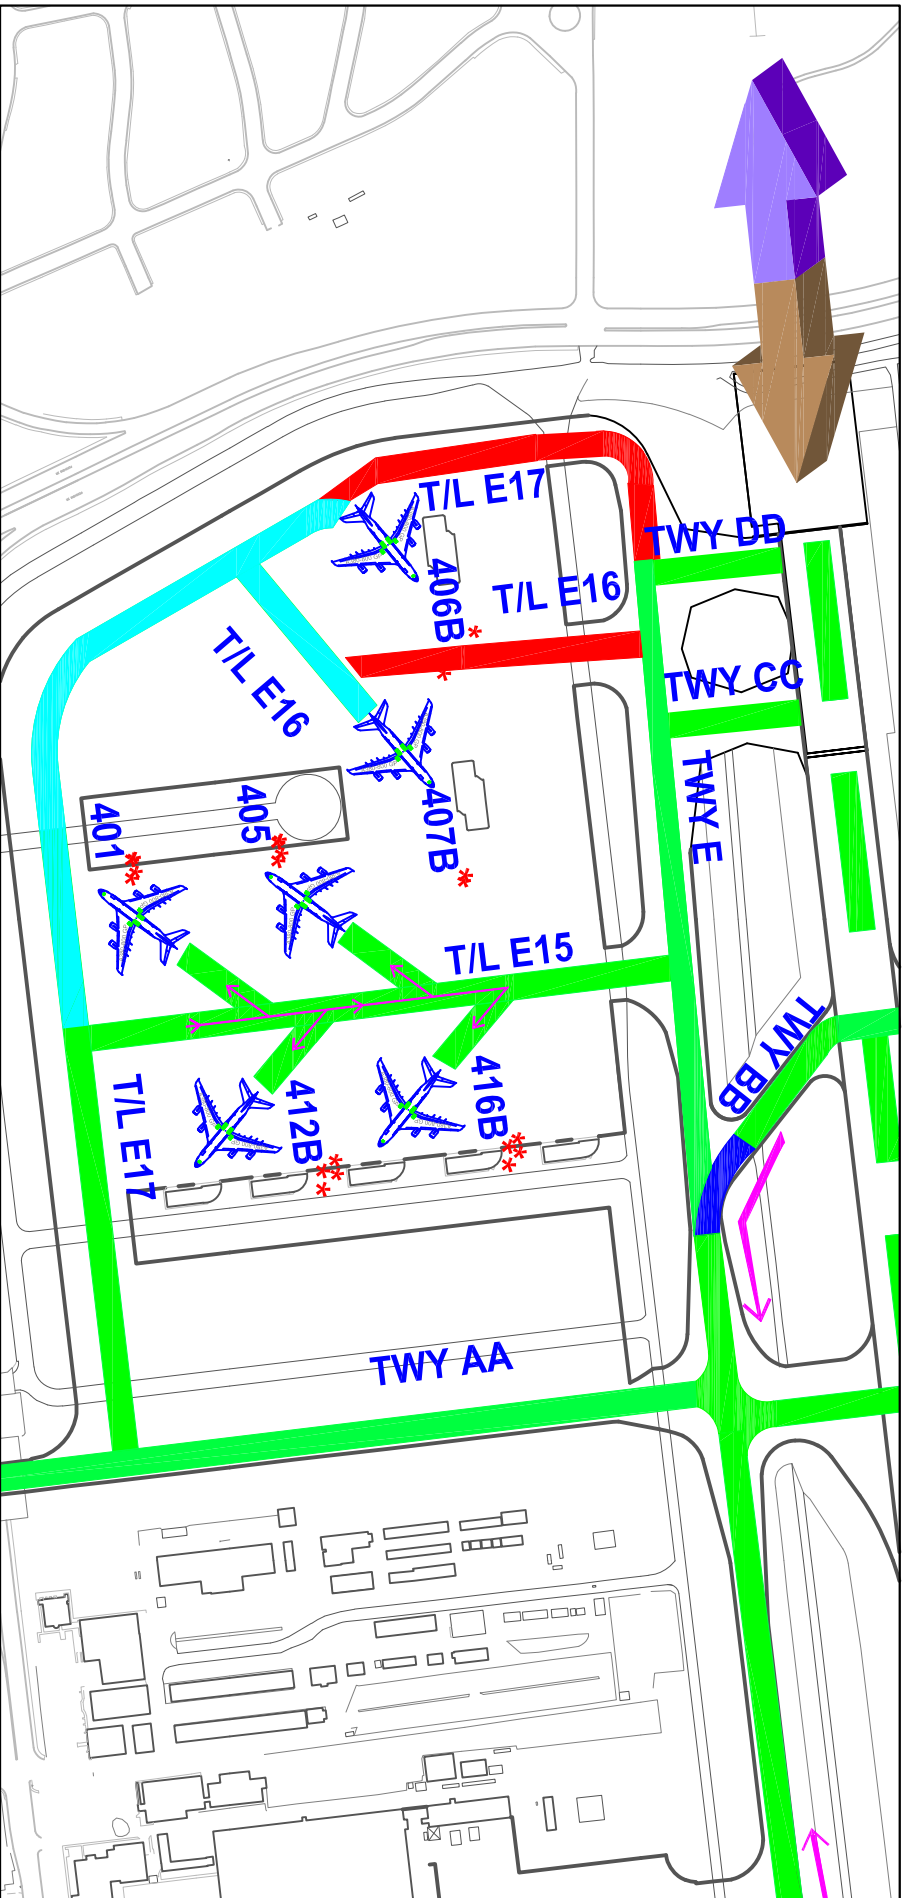 T/L E17
TWY DD
406B
T/L E16
T/L E16
TWY CC
TWY E
401
405
407B
T/L E15
TWY BB
T/L E17
412B
416B
TWY AA